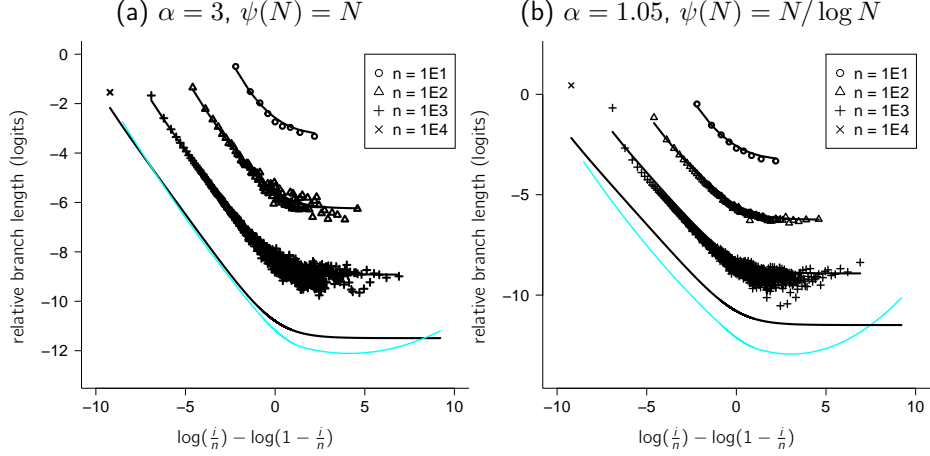 (a) α = 3, ψ(N) = N
relative branch length (logits)
0
−2
−4
−6
−8
−10
−12
n = 1E1
n = 1E2
n = 1E3
n = 1E4
−10 −5 0 5 10
log(i/n) − log(1 − i/n)
(b) α = 1.05, ψ(N) = N/ log N
relative branch length (logits)
0
−5
−10
n = 1E1
n = 1E2
n = 1E3
n = 1E4
−10 −5 0 5 10
log(i/n) − log(1 − i/n)